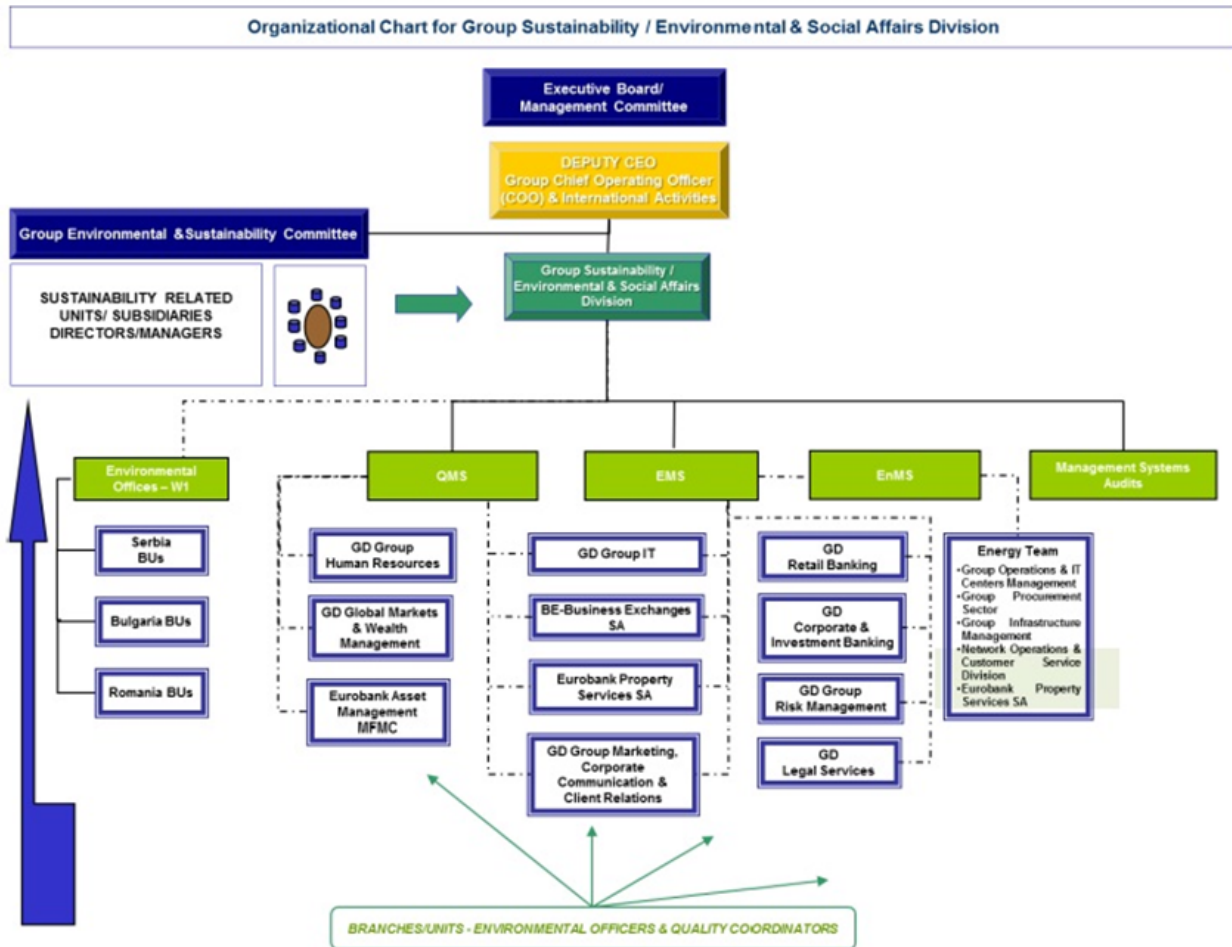 Organizational Chart for Group Sustainability / Environmental & Social Affairs Division
Executive Board/
Management Committee
DEPUTY CEO
Group Chief Operating Officer
(COO) & International Activities
Group Environmental &Sustainability Committee
SUSTAINABILITY RELATED
UNITS/ SUBSIDIARIES
DIRECTORS/MANAGERS
Group Sustainability /
Environmental & Social Affairs
Division
Environmental
Offices – W1
QMS
EMS
EnMS
Management Systems
Audits
Serbia
BUs
Bulgaria BUs
Romania BUs
GD Group
Human Resources
GD Global Markets
& Wealth
Management
Eurobank Asset
Management
MFMC
GD Group IT
BE-Business Exchanges
SA
Eurobank Property
Services SA
GD Group Marketing,
Corporate
Communication &
Client Relations
GD
Retail Banking
GD
Corporate
& Investment Banking
GD Group
Risk Management
GD
Legal Services
Energy Team
•Group Operations & IT
Centers Management
•Group Procurement
Sector
•Group Infrastructure
Management
•Network Operations &
Customer Service
Division
•Eurobank Property
Services SA
BRANCHES/UNITS - ENVIRONMENTAL OFFICERS & QUALITY COORDINATORS